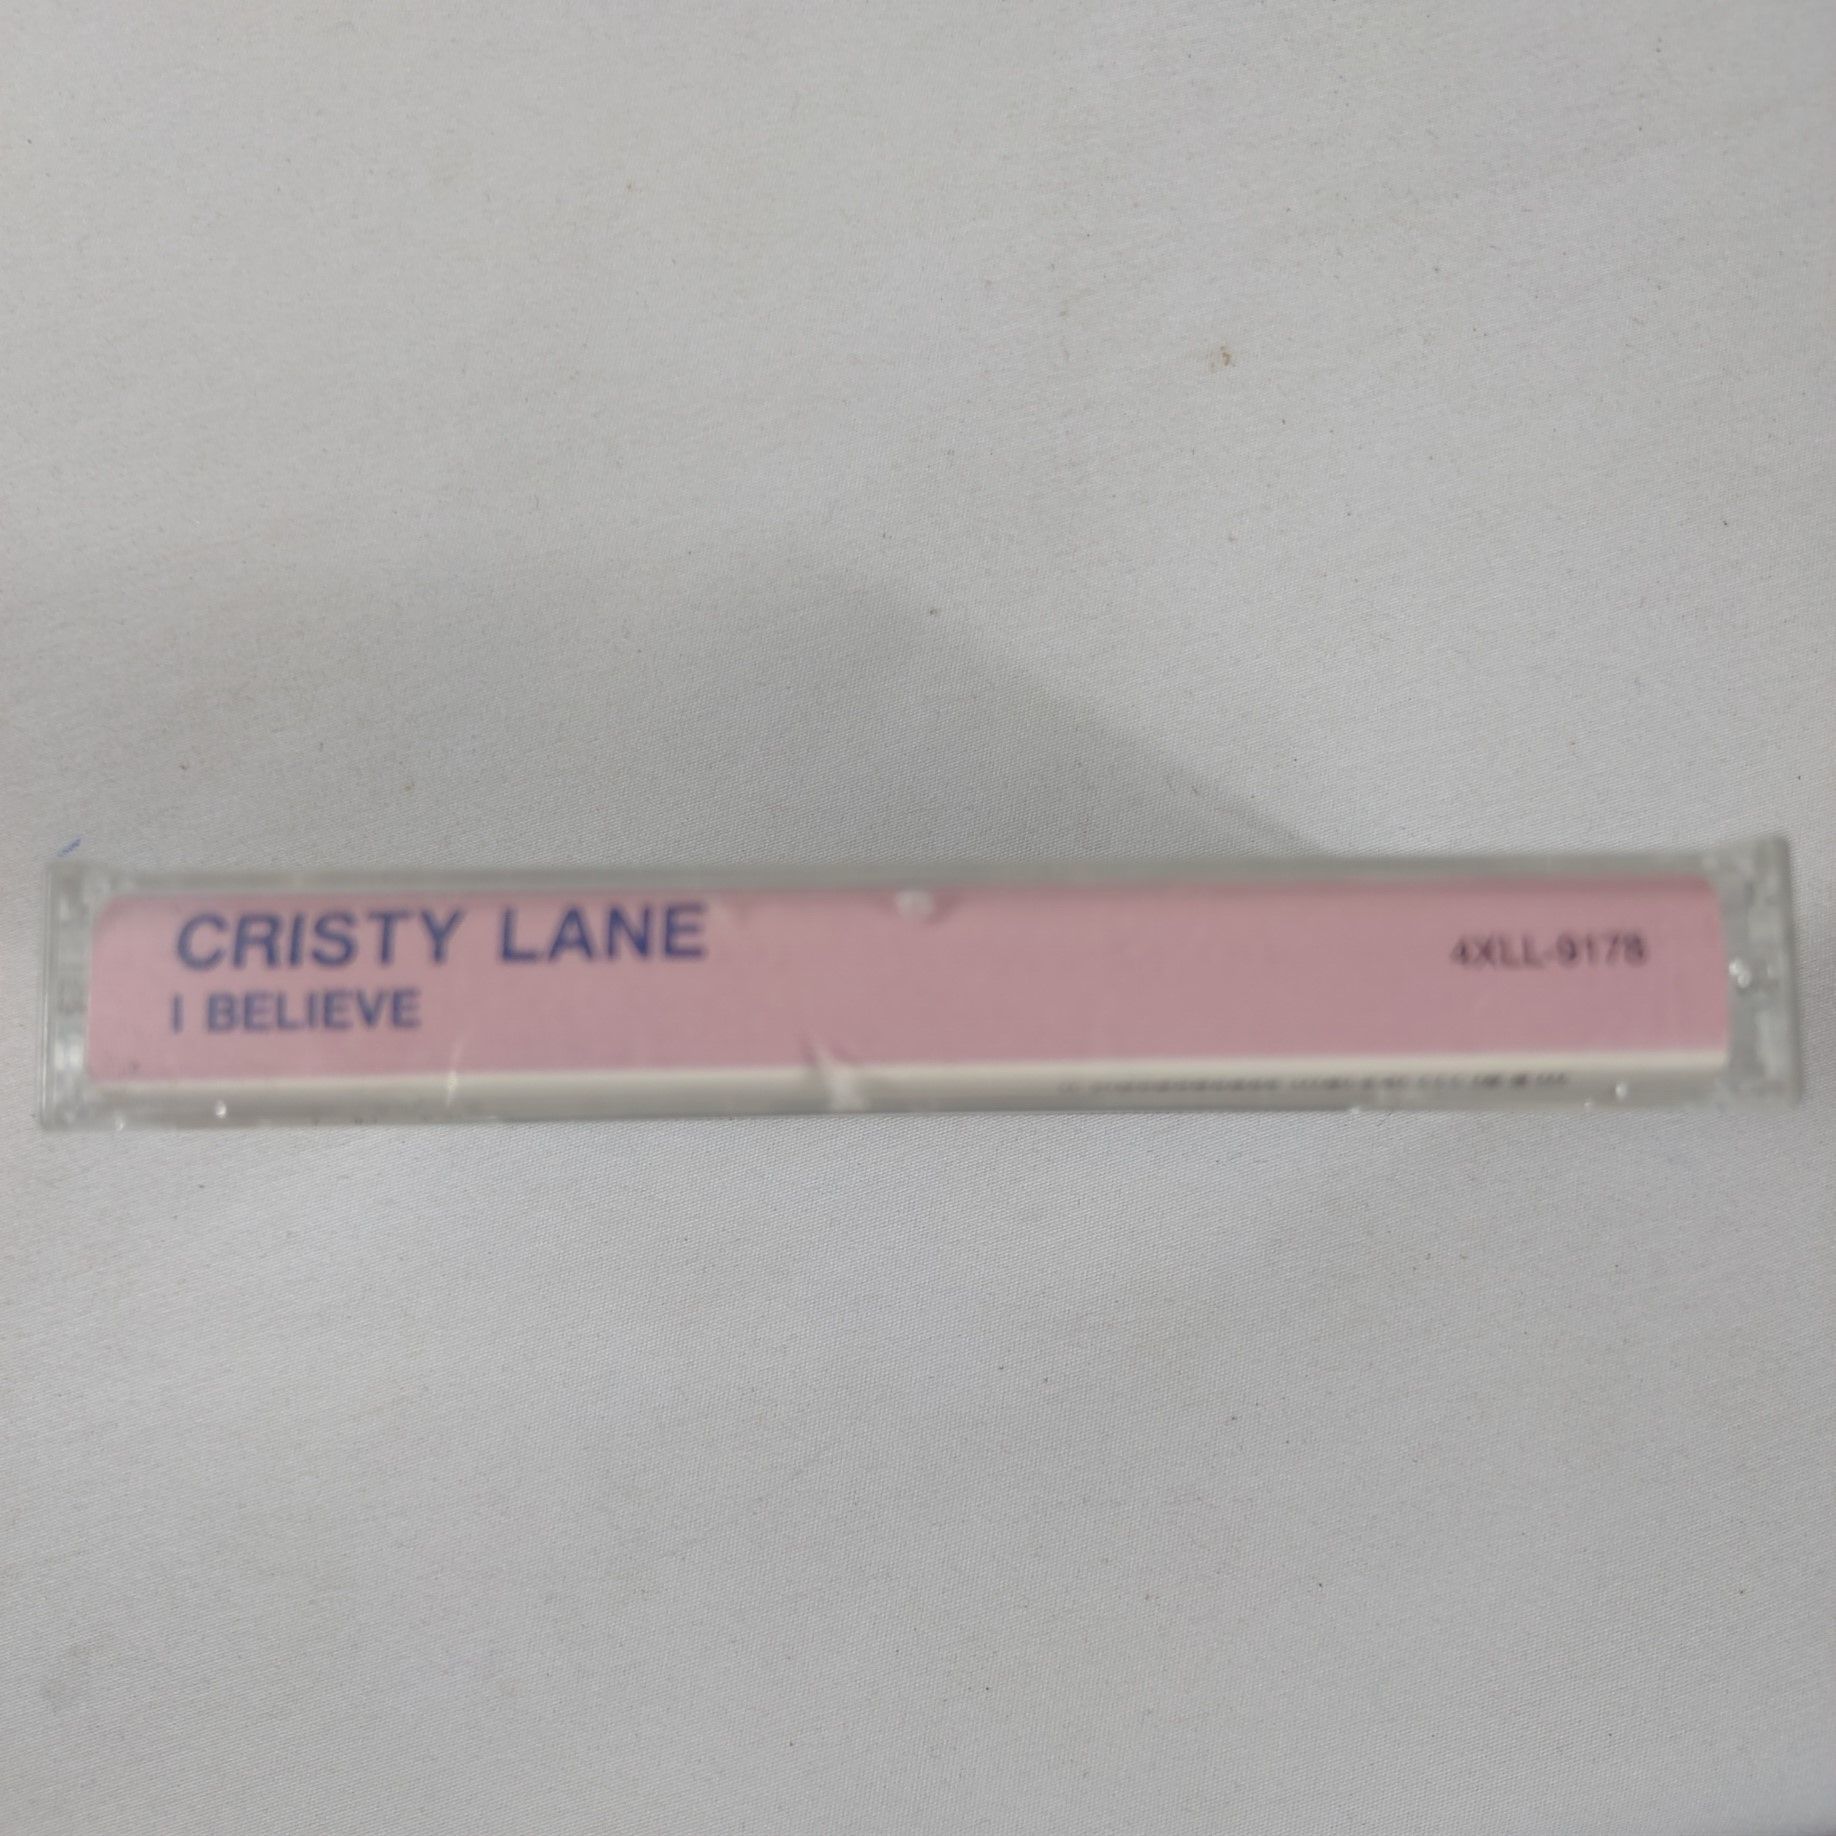 CRISTY LANE
I BELIEVE
4XLL-9178